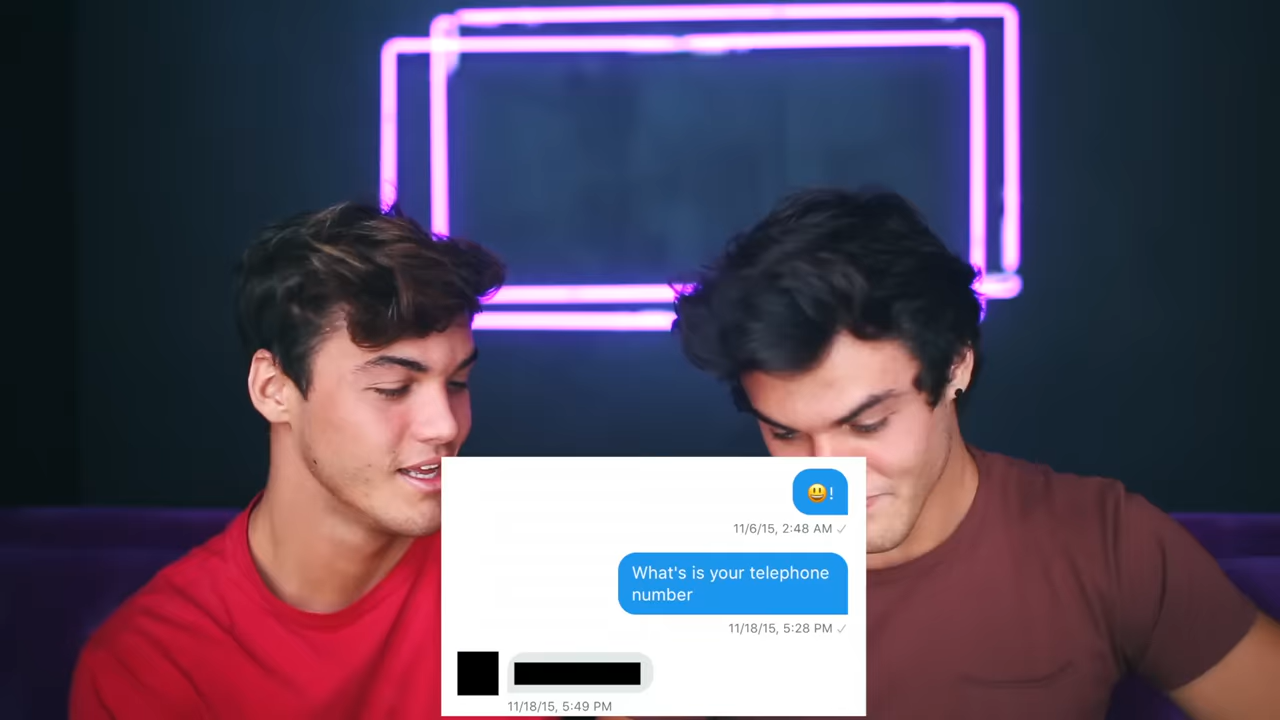 😃!
11/6/15, 2:48 AM ✓
What's is your telephone
number
11/18/15, 5:28 PM ✓
11/18/15, 5:49 PM